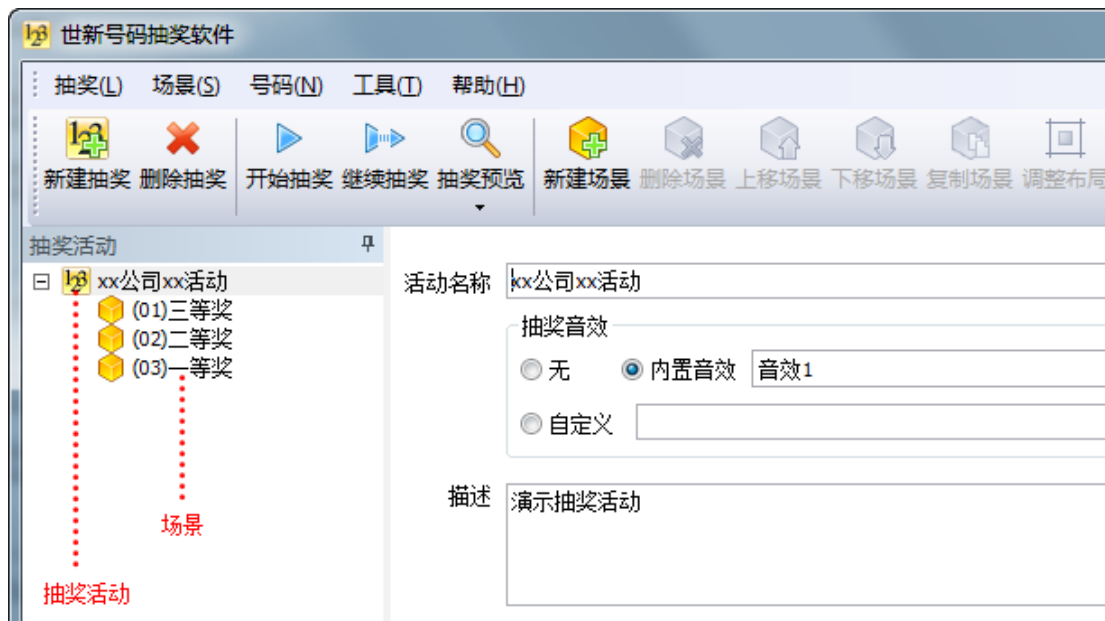 世新号码抽奖软件
抽奖(L) 场景(S) 号码(N) 工具(T) 帮助(H)
新建抽奖 删除抽奖 开始抽奖 继续抽奖 抽奖预览 新建场景 删除场景 上移场景 下移场景 复制场景 调整布局
抽奖活动
xx公司xx活动
(01)三等奖
(02)二等奖
(03)一等奖
场景
抽奖活动
活动名称 xx公司xx活动
抽奖音效
无 内置音效 音效1
自定义
描述 演示抽奖活动